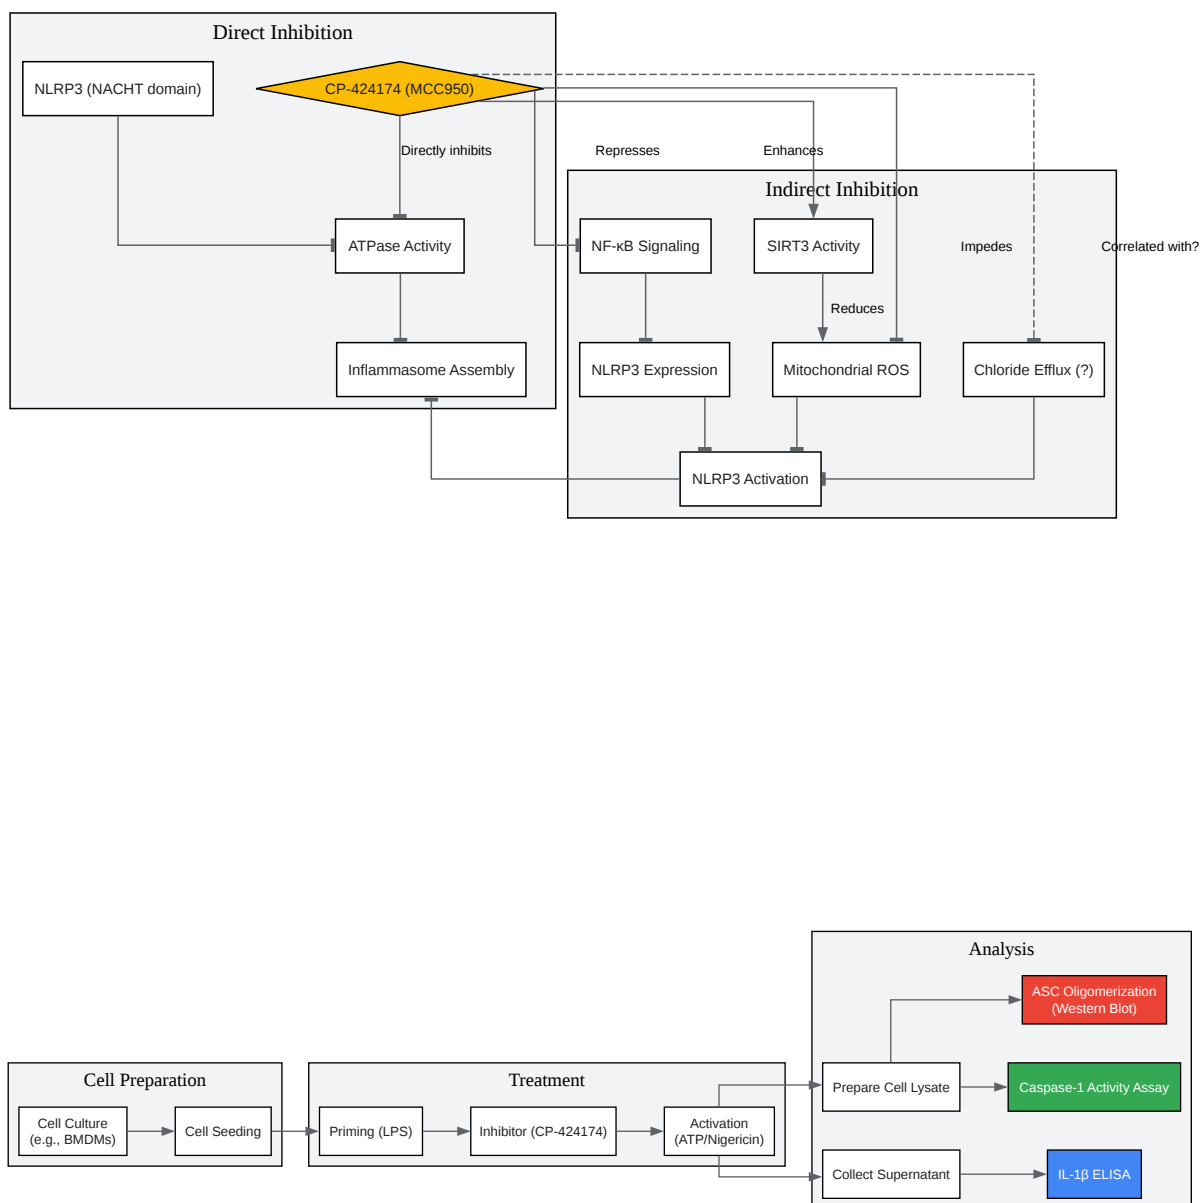 Direct Inhibition
NLRP3 (NACHT domain)
CP-424174 (MCC950)
Directly inhibits
Represses
Enhances
Indirect Inhibition
ATPase Activity
NF-κB Signaling
SIRT3 Activity
Impedes
Correlated with?
Reduces
Inflammasome Assembly
NLRP3 Expression
Mitochondrial ROS
Chloride Efflux (?)
NLRP3 Activation
Analysis
ASC Oligomerization
(Western Blot)
Cell Preparation
Treatment
Prepare Cell Lysate
Caspase-1 Activity Assay
Cell Culture
(e.g., BMDMs)
Cell Seeding
Priming (LPS)
Inhibitor (CP-424174)
Activation
(ATP/Nigericin)
Collect Supernatant
IL-1β ELISA